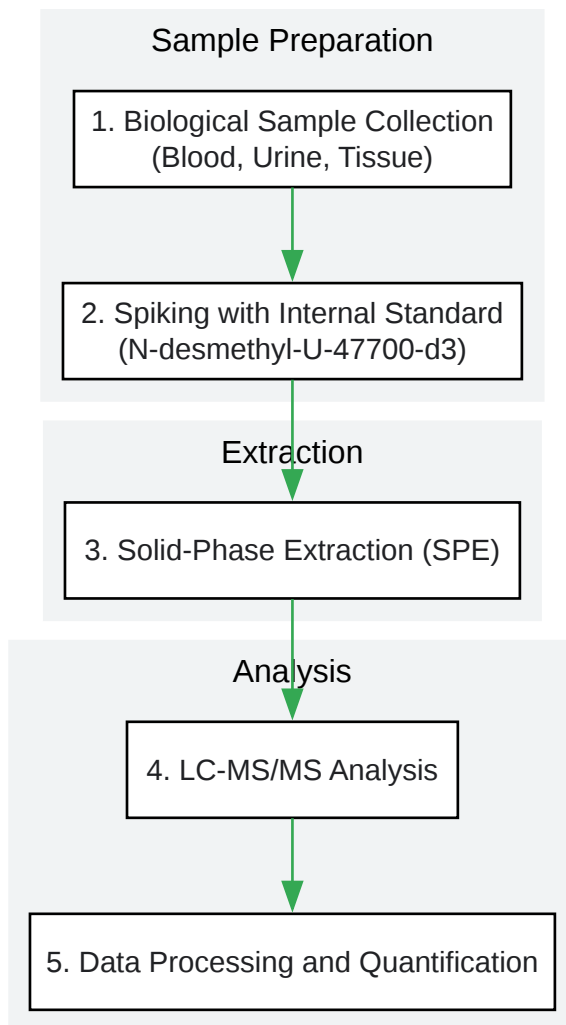 Sample Preparation
1. Biological Sample Collection
(Blood, Urine, Tissue)
2. Spiking with Internal Standard
(N-desmethyl-U-47700-d3)
Extraction
3. Solid-Phase Extraction (SPE)
Analysis
4. LC-MS/MS Analysis
5. Data Processing and Quantification